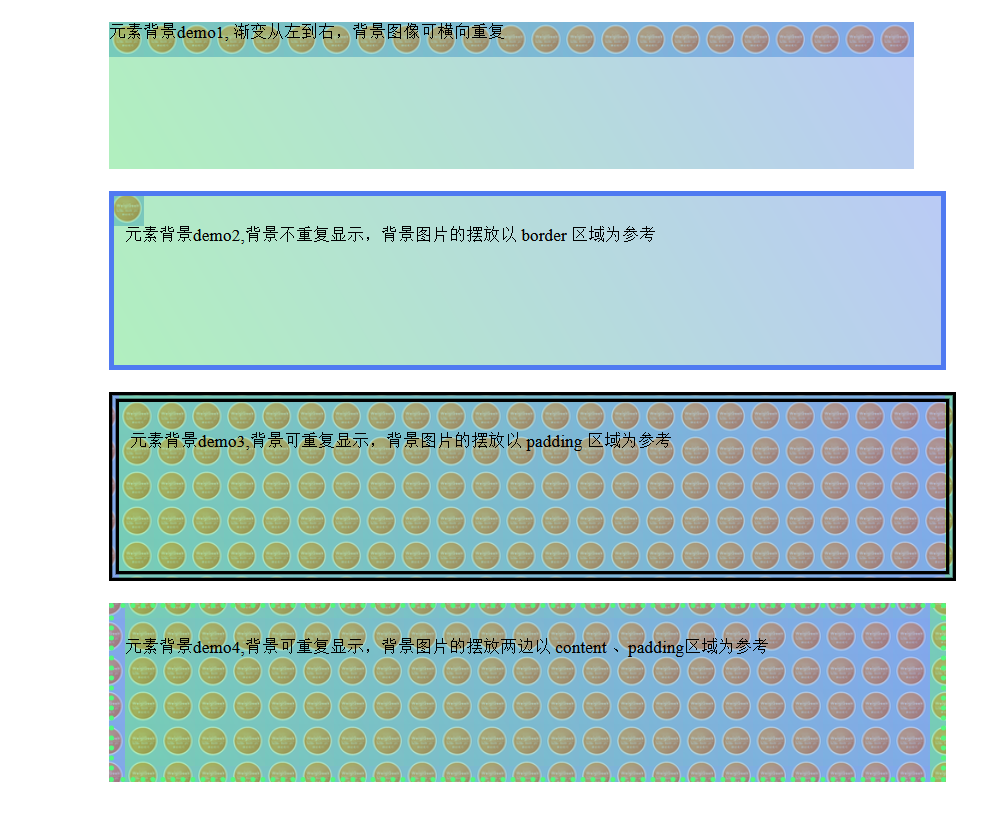 元素背景demo1, 渐变从左到右，背景图像可横向重复
元素背景demo2,背景不重复显示，背景图片的摆放以 border 区域为参考
元素背景demo3,背景可重复显示，背景图片的摆放以 padding 区域为参考
元素背景demo4,背景可重复显示，背景图片的摆放两边以 content 、padding区域为参考